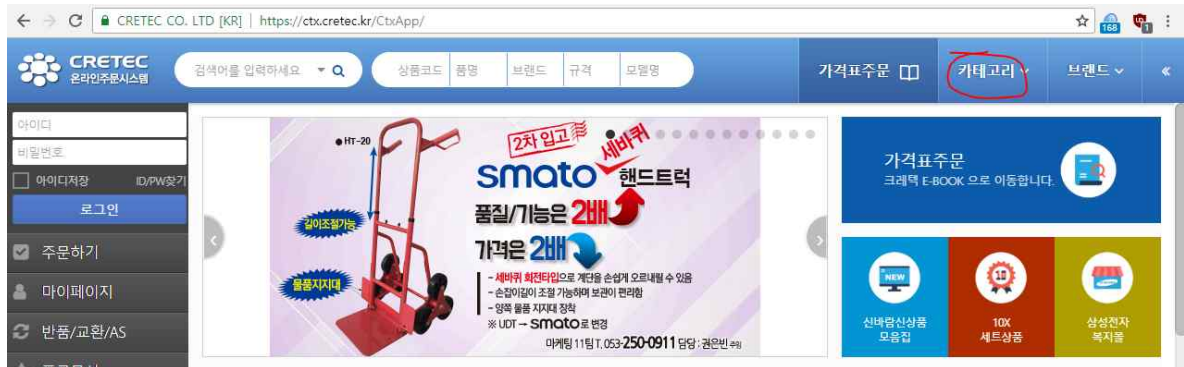 CRETEC CO. LTD [KR] | https://ctx.cretec.kr/CtxApp/
168
1
CRETEC
온라인주문시스템
검색어를 입력하세요
상품코드 품명 브랜드 규격 모델명
가격표주문
카테고리
브랜드
아이디
비밀번호
아이디저장 ID/PW찾기
로그인
주문하기
마이페이지
반품/교환/AS
HT-20
길이조절가능
물품지지대
2차 입고
세바퀴
smato 핸드트럭
품질/기능은 2배
가격은 2배
- 세바퀴 회전타입으로 계단을 손쉽게 오르내릴 수 있음
- 손잡이길이 조절 가능하며 보관이 편리함
- 양쪽 물품 지지대 장착
※ UDT → smato로 변경
마케팅 11팀 T. 053-250-0911 담당 : 권은빈 주임
가격표주문
크레텍 E-BOOK 으로 이동합니다.
NEW
신바람신상품
모음집
10
10X
세트상품
삼성전자
복지몰